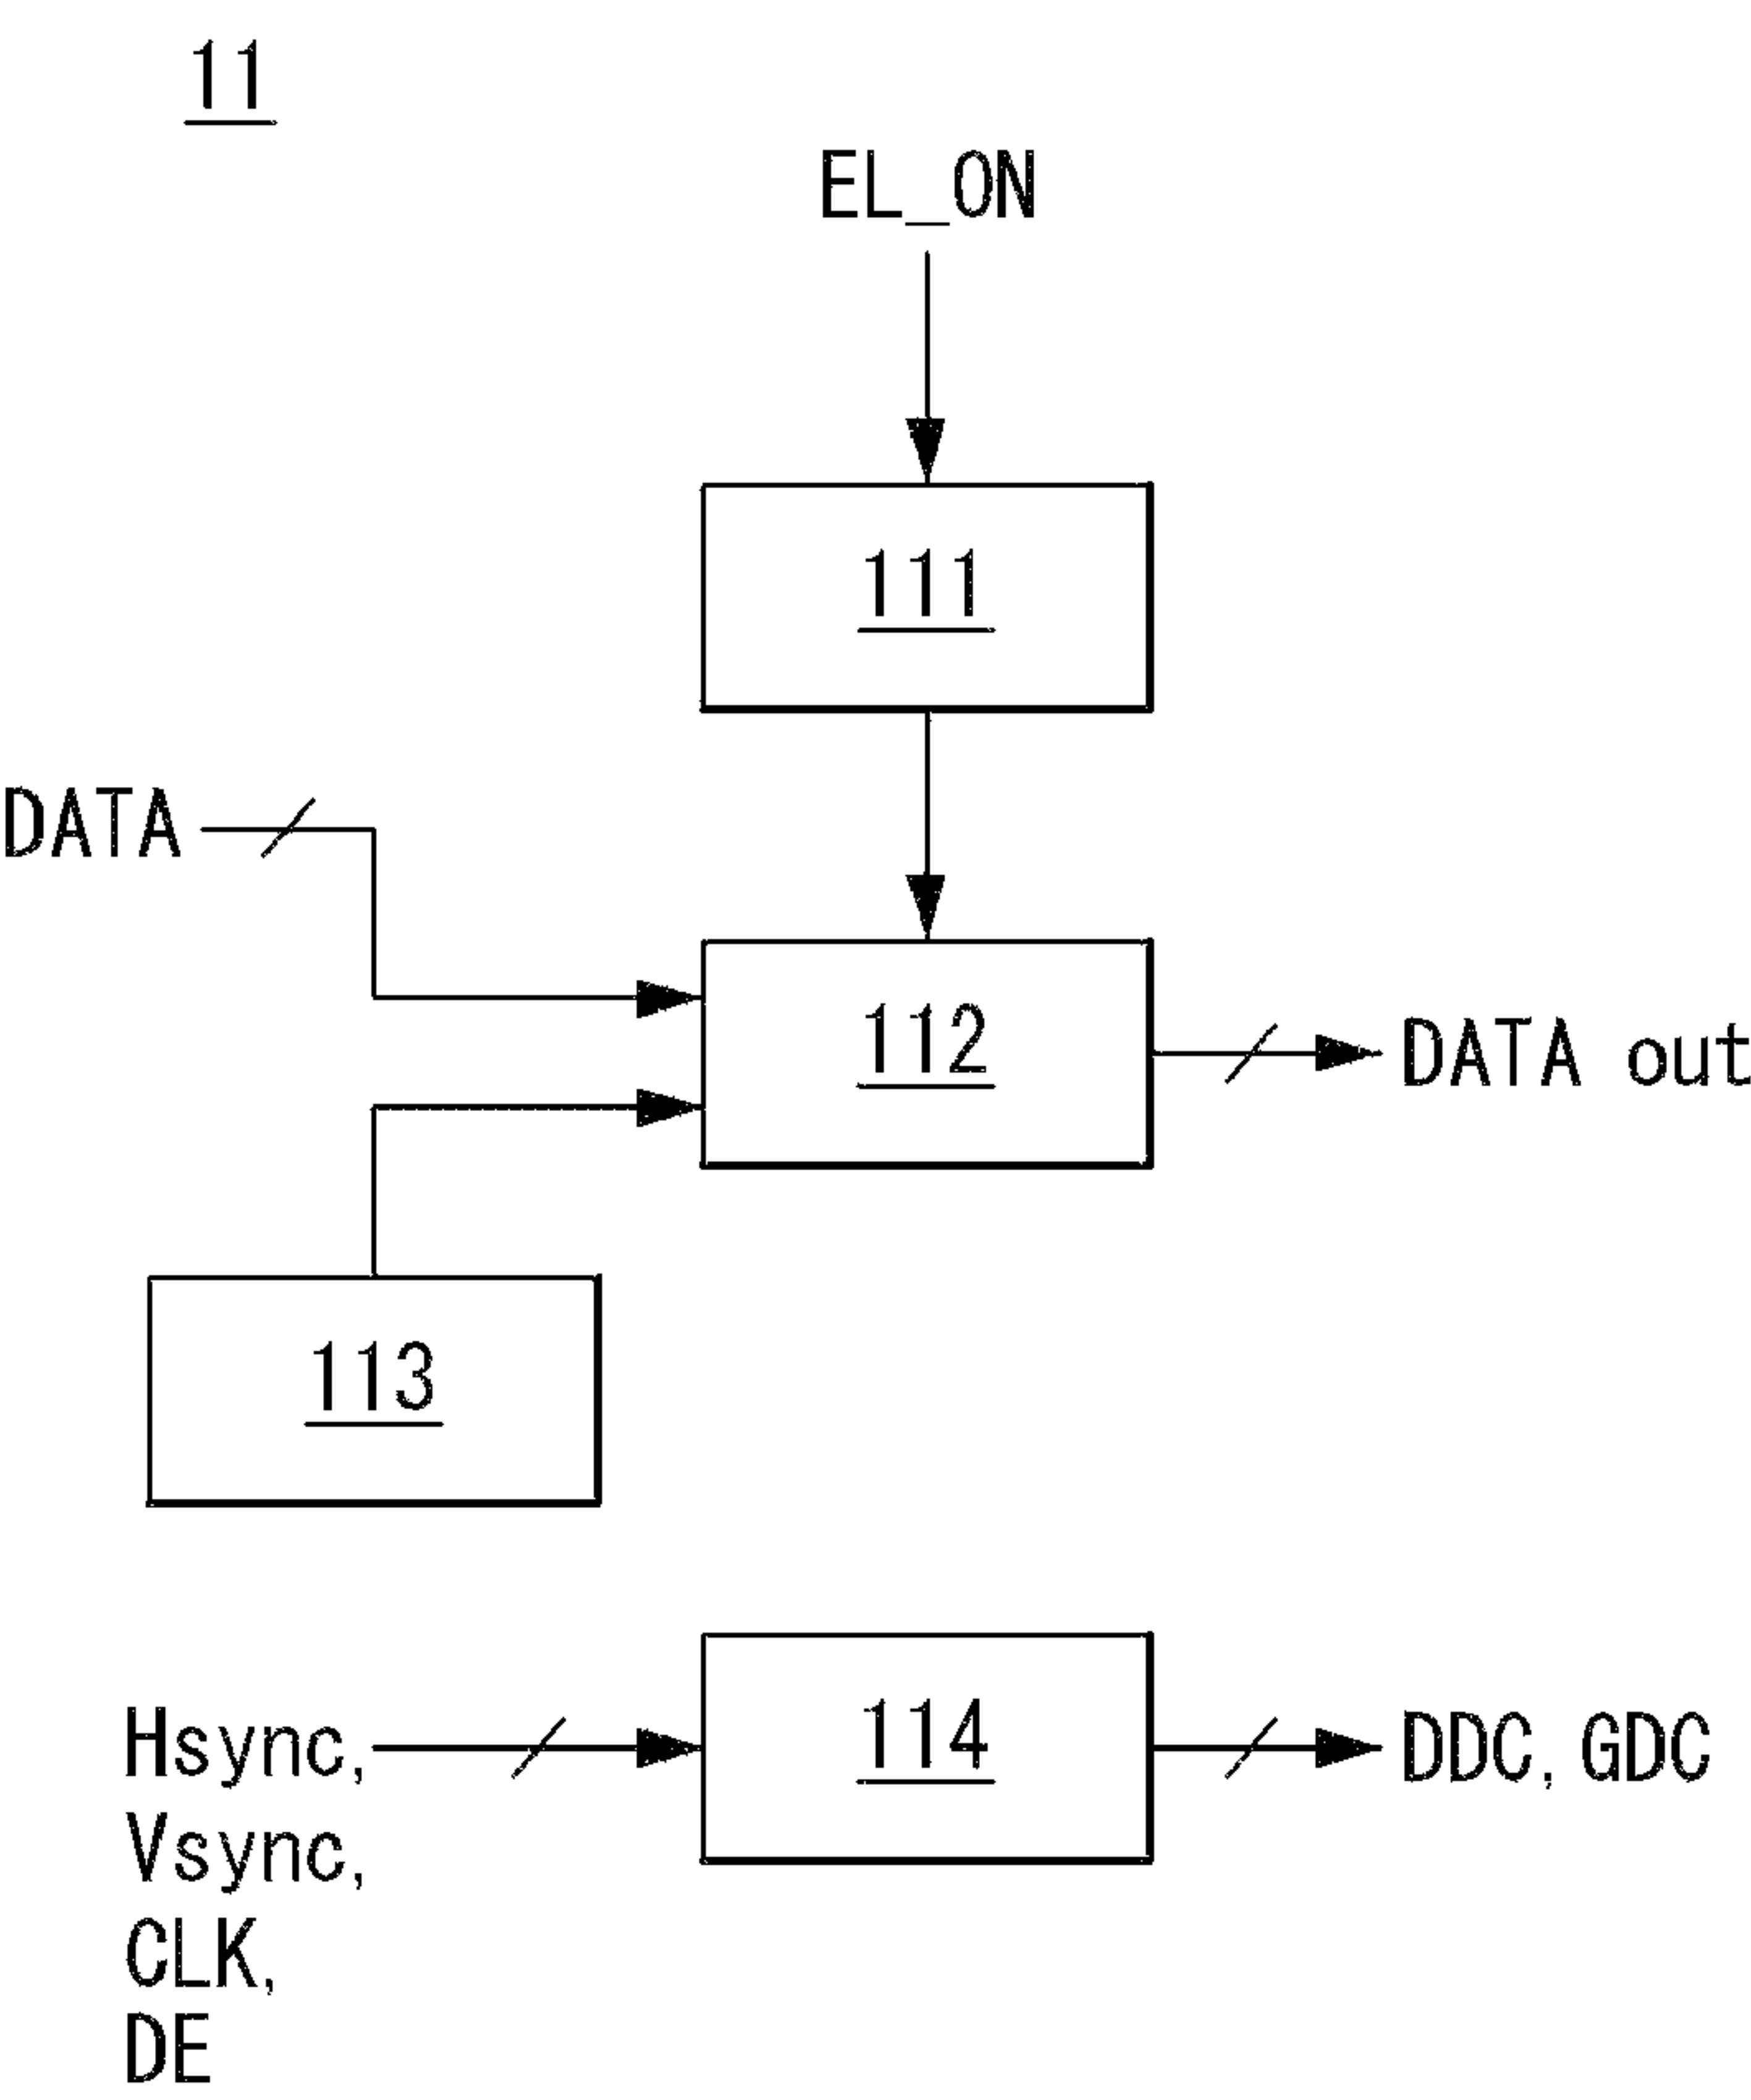 11
EL_ON
111
DATA
112
DATA out
113
114
Hsync,
Vsync,
CLK,
DE
DDC, GDC